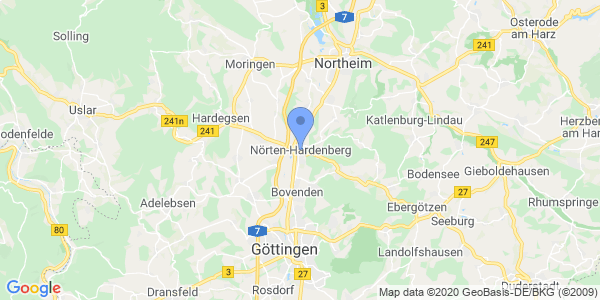 Solling
3
7
Osterode
am Harz
241
Moringen
Northeim
Uslar
241n
Hardegsen
241
Katlenburg-Lindau
Herzber
am Har
odenfelde
Nörten-Hardenberg
247
Bodensee
Gieboldehausen
Bovenden
27
Adelebsen
Ebergötzen
Rhumspringe
Seeburg
80
7
Göttingen
Landolfshausen
3
27
Duderstadt
Google
Dransfeld
Rosdorf
Map data ©2020 GeoBasis-DE/BKG (©2009)